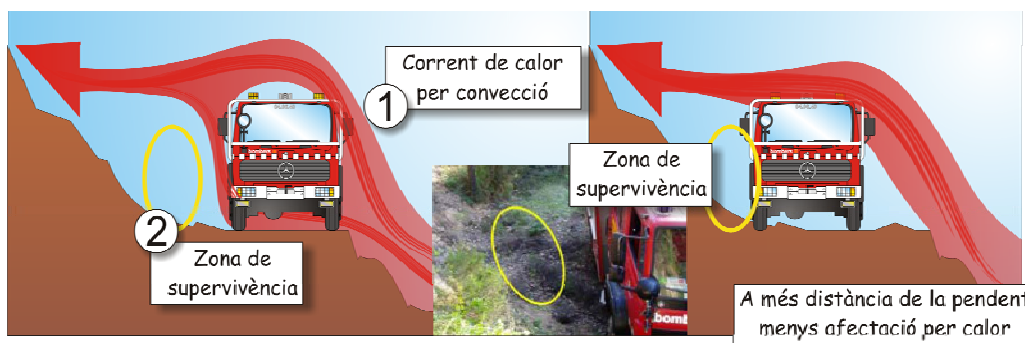 1
Corrent de calor
per convecció
bombers
2
Zona de
supervivència
Zona de
supervivència
A més distància de la pendent
menys afectació per calor